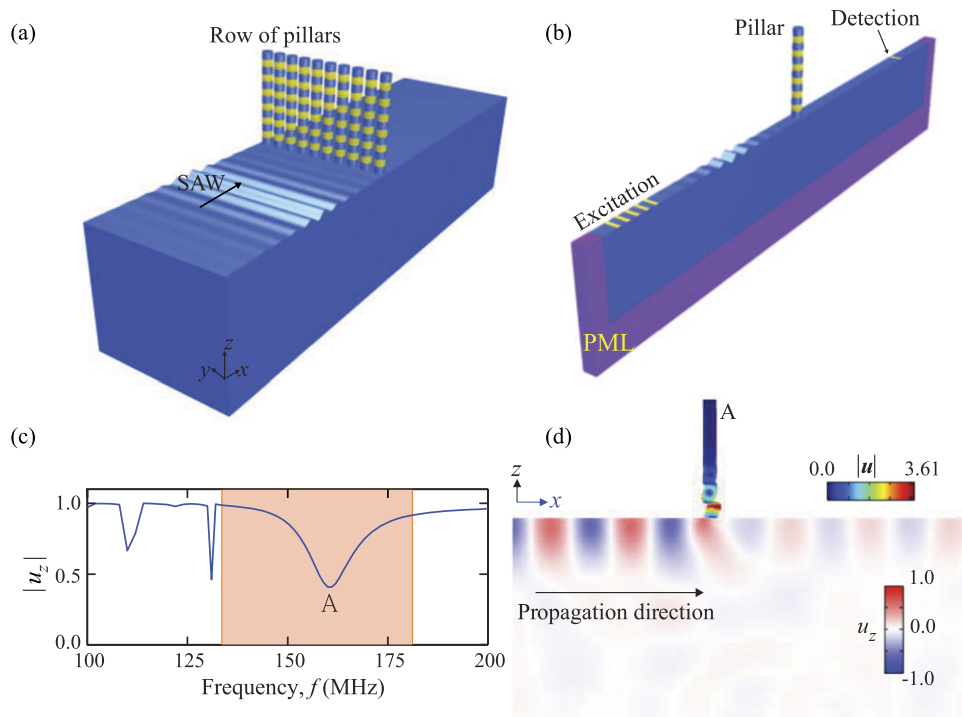 (a)
Row of pillars
SAW
z
y
x
(b)
Pillar
Detection
Excitation
PML
(c)
|u_z|
1.0
0.5
0.0
A
100
125
150
175
200
Frequency, f (MHz)
(d)
A
z
x
0.0 |u| 3.61
Propagation direction
u_z
1.0
0.0
-1.0